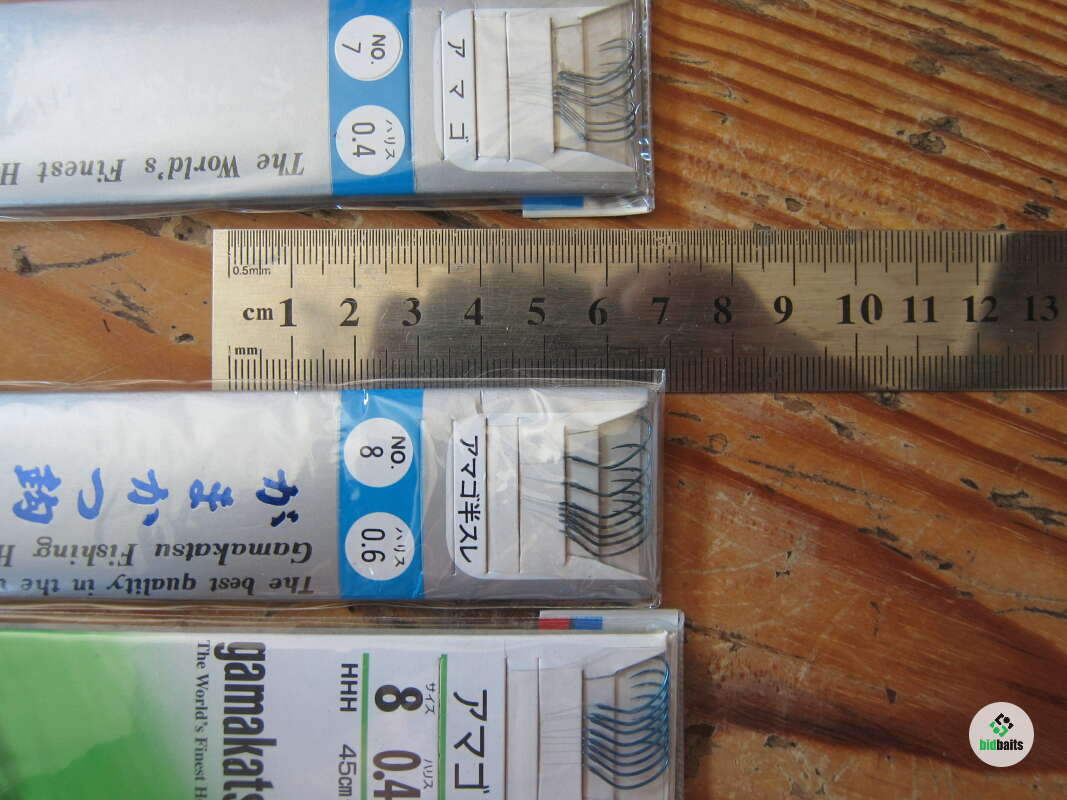 NO.
7
ハリス
0.4
アマゴ
The World's Finest H
0.5mm
cm 1 2 3 4 5 6 7 8 9 10 11 12 13
mm
NO.
8
ハリス
0.6
アマゴ半スレ
がまかつ鈎
Gamakatsu Fishing H
The best quality in the
gamakats
The World's Finest H
HHH 45cm
サイズ
8
ハリス
0.4
アマゴ
bidbaits